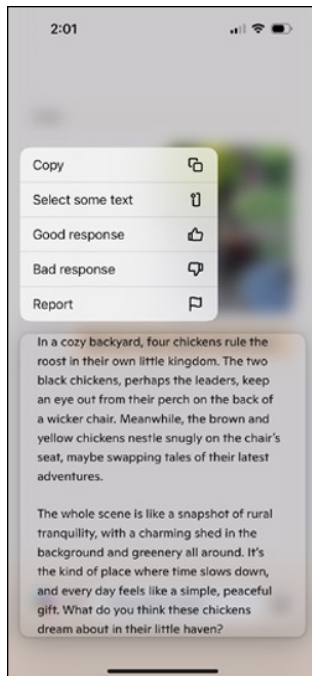 2:01
Copy
Select some text
Good response
Bad response
Report
In a cozy backyard, four chickens rule the
roost in their own little kingdom. The two
black chickens, perhaps the leaders, keep
an eye out from their perch on the back of
a wicker chair. Meanwhile, the brown and
yellow chickens nestle snugly on the chair's
seat, maybe swapping tales of their latest
adventures.
The whole scene is like a snapshot of rural
tranquility, with a charming shed in the
background and greenery all around. It's
the kind of place where time slows down,
and every day feels like a simple, peaceful
gift. What do you think these chickens
dream about in their little haven?